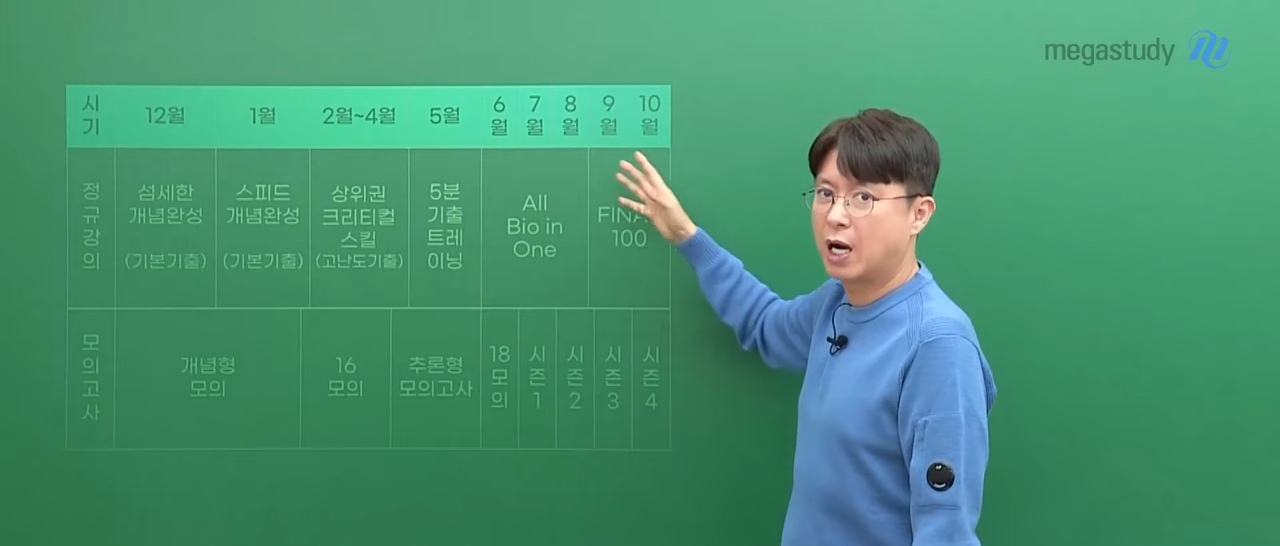 megastudy
시기
12월
1월
2월~4월
5월
6월
7월
8월
9월
10월
정규강의
섬세한
개념완성
(기본기출)
스피드
개념완성
(기본기출)
상위권
크리티컬
스킬
(고난도기출)
5분
기출
트레
이닝
All
Bio in
One
100
모의고사
개념형
모의
16
모의
추론형
모의고사
18모의
시즌1
시즌2
시즌3
시즌4